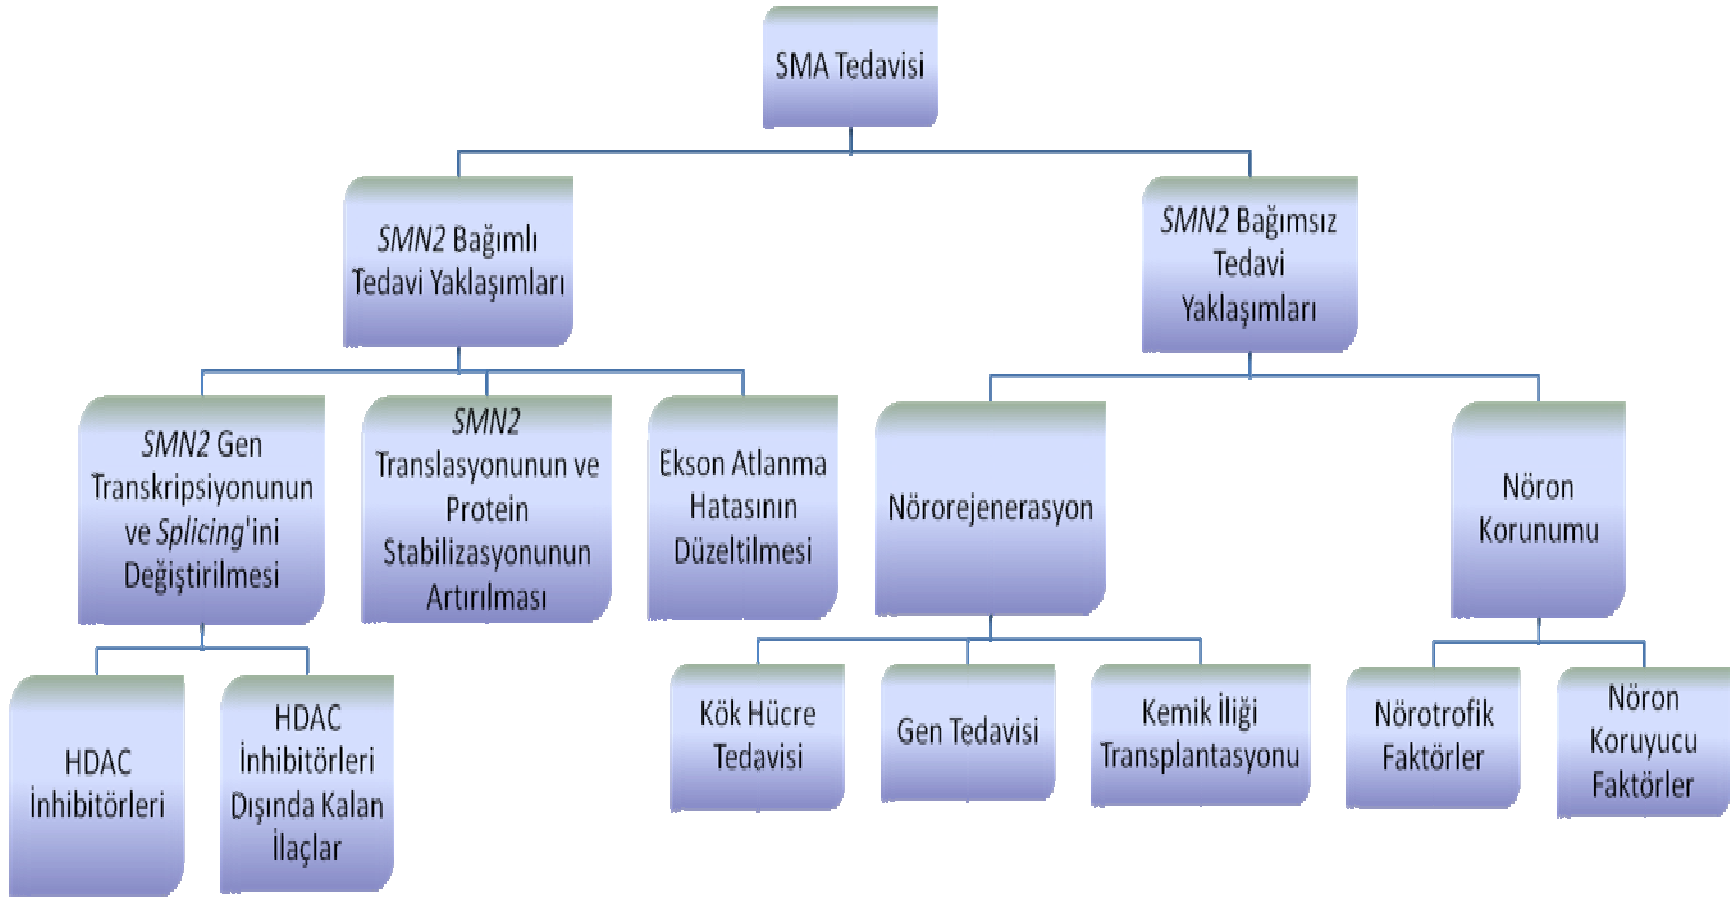 SMA Tedavisi
SMN2 Bağımlı
Tedavi Yaklaşımları
SMN2 Bağımsız
Tedavi
Yaklaşımları
SMN2 Gen
Transkripsiyonunun
ve Splicing'ini
Değiştirilmesi
SMN2
Translasyonunun ve
Protein
Stabilizasyonunun
Artırılması
Ekson Atlanma
Hatasının
Düzeltilmesi
Nörorejenerasyon
Nöron
Korunumu
HDAC
İnhibitörleri
HDAC
İnhibitörleri
Dışında Kalan
İlaçlar
Kök Hücre
Tedavisi
Gen Tedavisi
Kemik İliği
Transplantasyonu
Nörotrofik
Faktörler
Nöron
Koruyucu
Faktörler